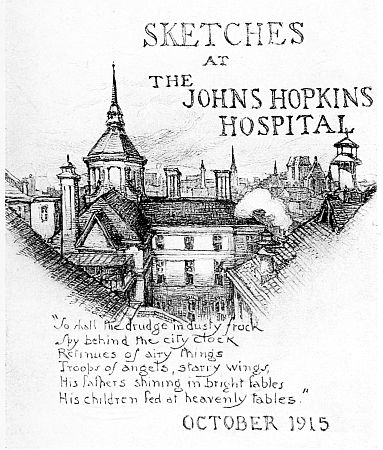 SKETCHES
AT
THE
JOHNS HOPKINS
HOSPITAL
"So shall the drudge in dusty frock
Spy behind the city clock
Retinues of airy things
Troops of angels, starry wings,
His fathers shining in bright fables
His children fed at heavenly tables."
OCTOBER 1915